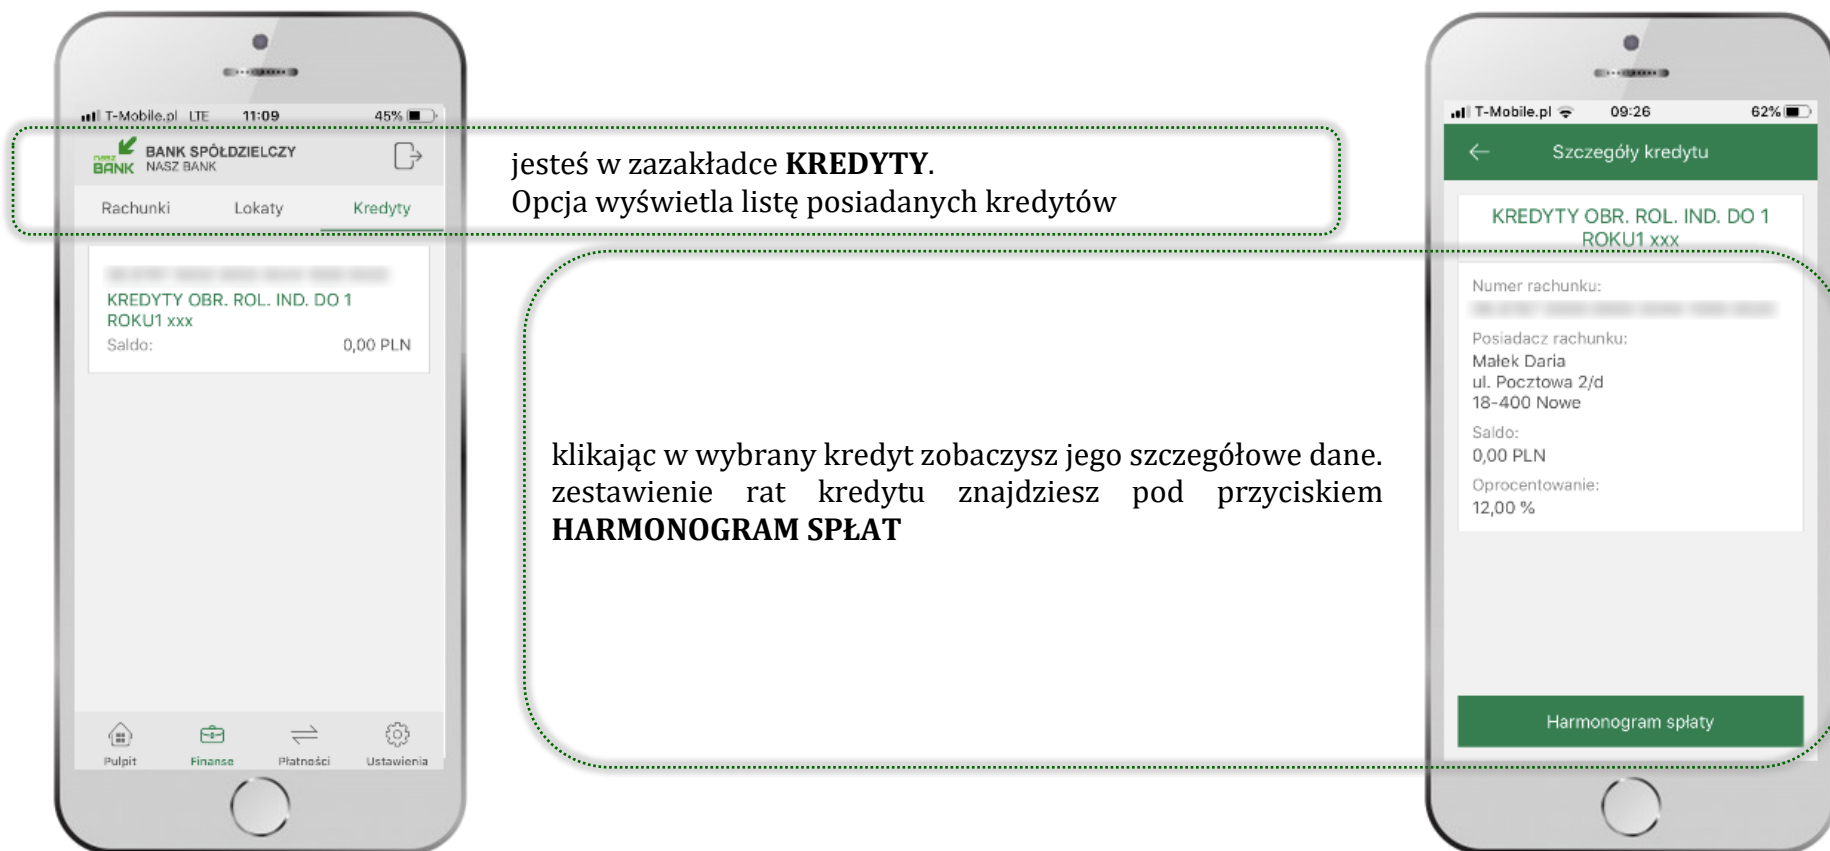 T-Mobile.pl LTE 11:09 45%
nasz BANK
BANK SPÓŁDZIELCZY
NASZ BANK
Rachunki Lokaty Kredyty
KREDYTY OBR. ROL. IND. DO 1
ROKU1 xxx
Saldo: 0,00 PLN
Pulpit Finanse Płatności Ustawienia
jesteś w zazakładce KREDYTY.
Opcja wyświetla listę posiadanych kredytów
klikając w wybrany kredyt zobaczysz jego szczegółowe dane.
zestawienie rat kredytu znajdziesz pod przyciskiem
HARMONOGRAM SPŁAT
T-Mobile.pl 09:26 62%
Szczegóły kredytu
KREDYTY OBR. ROL. IND. DO 1
ROKU1 xxx
Numer rachunku:
Posiadacz rachunku:
Małek Daria
ul. Pocztowa 2/d
18-400 Nowe
Saldo:
0,00 PLN
Oprocentowanie:
12,00 %
Harmonogram spłaty